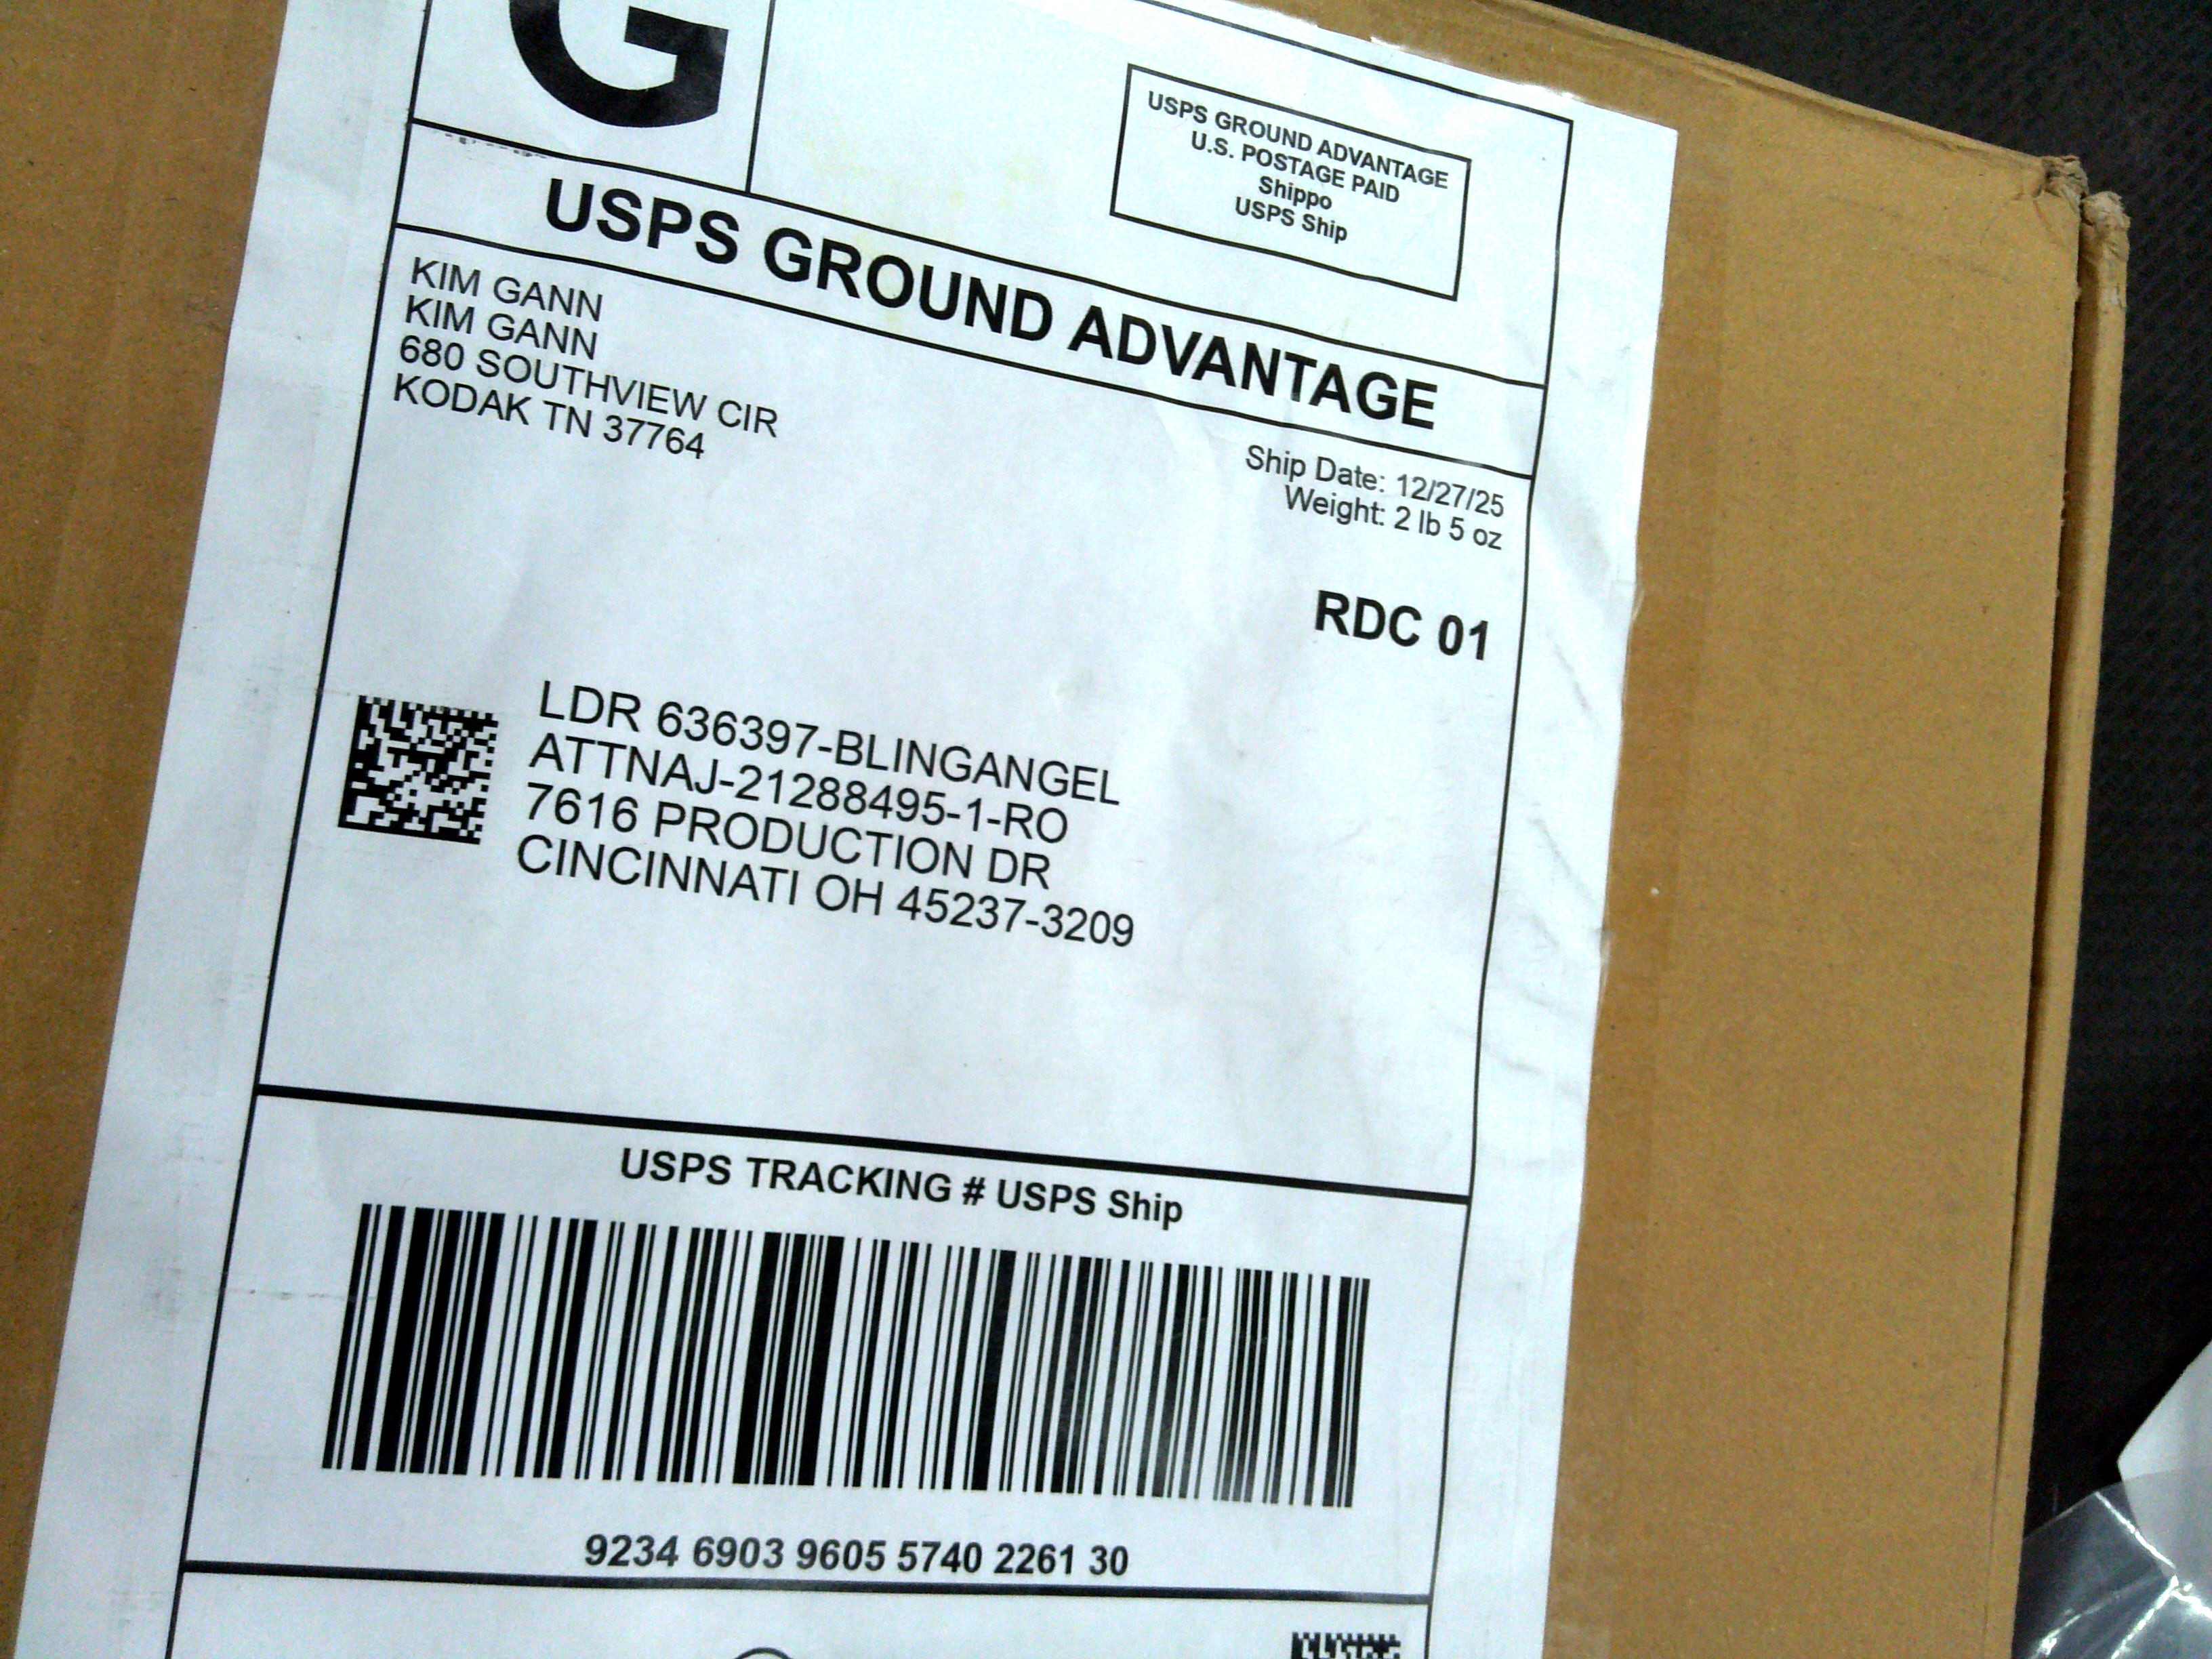 G
USPS GROUND ADVANTAGE
U.S. POSTAGE PAID
Shippo
USPS Ship
USPS GROUND ADVANTAGE
KIM GANN
KIM GANN
680 SOUTHVIEW CIR
KODAK TN 37764
Ship Date: 12/27/25
Weight: 2 lb 5 oz
RDC 01
LDR 636397-BLINGANGEL
ATTNAJ-21288495-1-RO
7616 PRODUCTION DR
CINCINNATI OH 45237-3209
USPS TRACKING # USPS Ship
9234 6903 9605 5740 2261 30